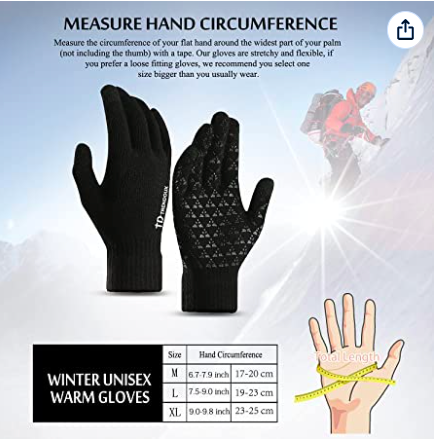 MEASURE HAND CIRCUMFERENCE
Measure the circumference of your flat hand around the widest part of your palm
(not including the thumb) with a tape. Our gloves are stretchy and flexible, if
you prefer a loose fitting gloves, we recommend you select one
size bigger than you usually wear.
TD TRENDOUX
Total Length
WINTER UNISEX
WARM GLOVES
Size Hand Circumference
M 6.7-7.9 inch 17-20 cm
L 7.5-9.0 inch 19-23 cm
XL 9.0-9.8 inch 23-25 cm